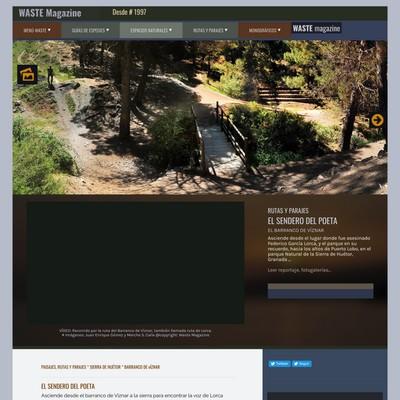 WASTE Magazine
Desde # 1997
MENÚ WASTE
GUÍAS DE ESPECIES
ESPACIOS NATURALES
RUTAS Y PARAJES
MONOGRÁFICOS
WASTE magazine
RUTAS Y PARAJES
EL SENDERO DEL POETA
EL BARRANCO DE VÍZNAR
Asciende desde el lugar donde fue asesinado
Federico García Lorca, y el parque en su
recuerdo, hacia los altos de Puerto Lobo, en el
parque Natural de la Sierra de Huétor,
Granada ...
Leer reportaje, fotogalerías...
VÍDEO: Recorrido por la ruta del Barranco de Víznar, también llamada ruta de Lorca.
# Imágenes: Juan Enrique Gómez y Merche S. Calle @copyright: Waste Magazine
PAISAJES, RUTAS Y PARAJES * SIERRA DE HUÉTOR * BARRANCO DE vÍZNAR
Twittear
Seguir
EL SENDERO DEL POETA
Asciende desde el barranco de Víznar a la sierra para encontrar la voz de Lorca